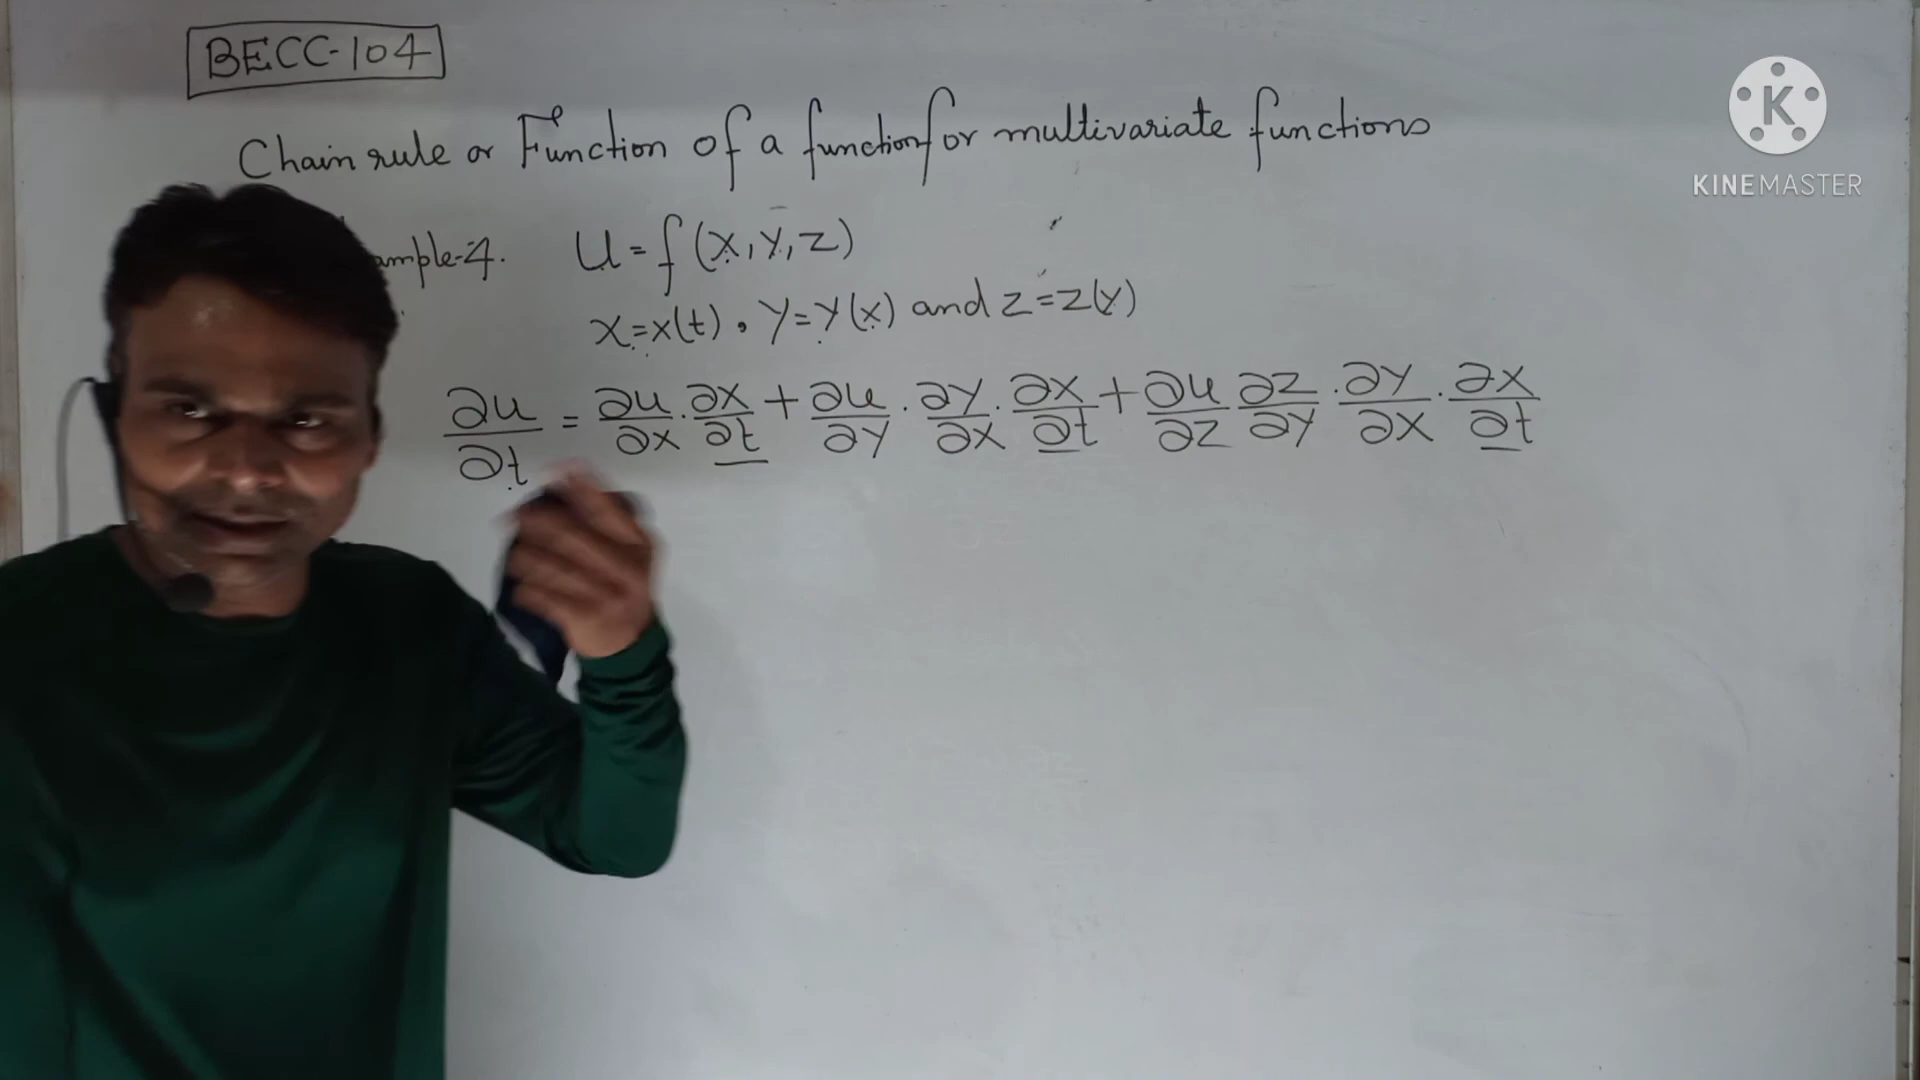 BECC-104
Chain rule or Function of a function for multivariate functions
ample-4. U=f(x,y,z)
x=x(t), y=y(x) and z=z(y)
∂u/∂t = ∂u/∂x · ∂x/∂t + ∂u/∂y · ∂y/∂x · ∂x/∂t + ∂u/∂z ∂z/∂y · ∂y/∂x · ∂x/∂t
K
KINEMASTER